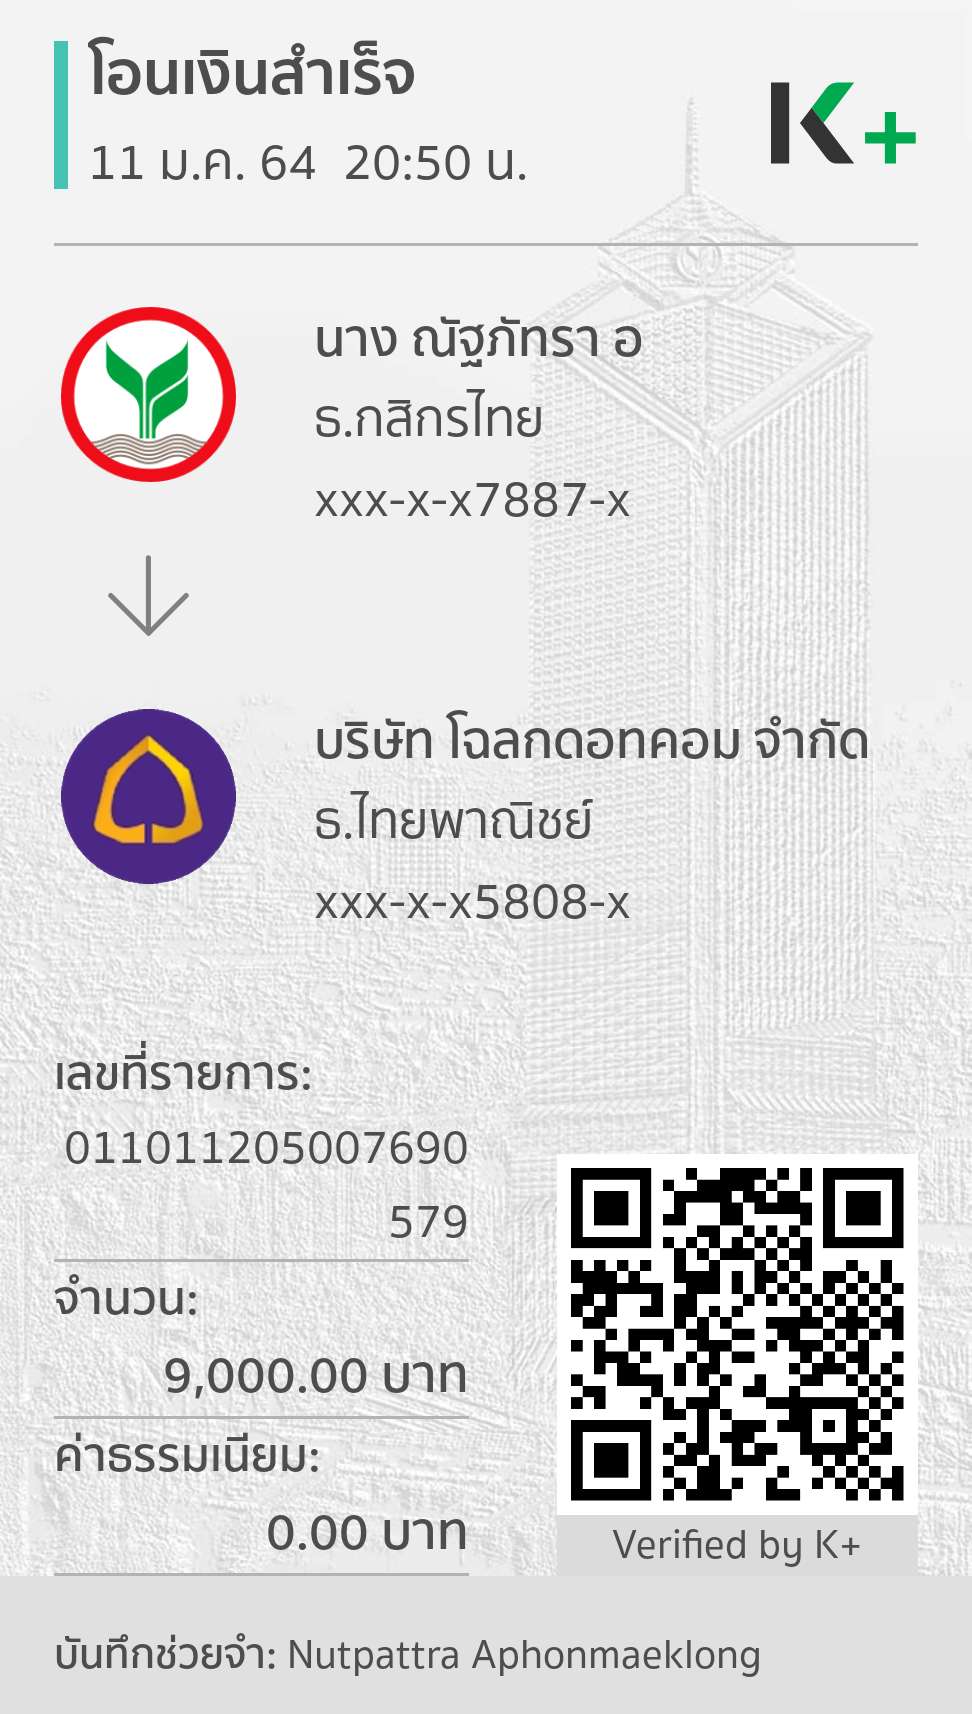 โอนเงินสำเร็จ
11 ม.ค. 64  20:50 น.
K+
นาง ณัฐภัทรา อ
ธ.กสิกรไทย
xxx-x-x7887-x
บริษัท โฉลกดอทคอม จำกัด
ธ.ไทยพาณิชย์
xxx-x-x5808-x
เลขที่รายการ:
011011205007690
579
จำนวน:
9,000.00 บาท
ค่าธรรมเนียม:
0.00 บาท
Verified by K+
บันทึกช่วยจำ: Nutpattra Aphonmaeklong